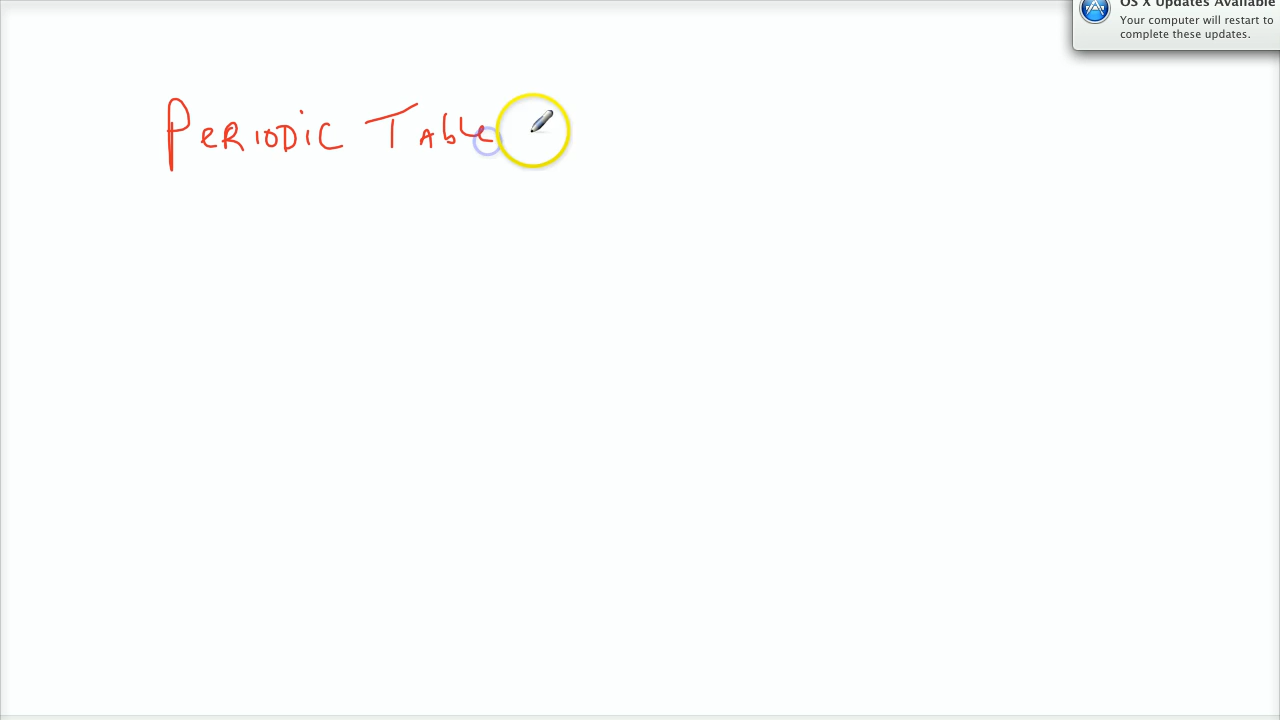 OS X Updates Available
Your computer will restart to
complete these updates.
Periodic Table